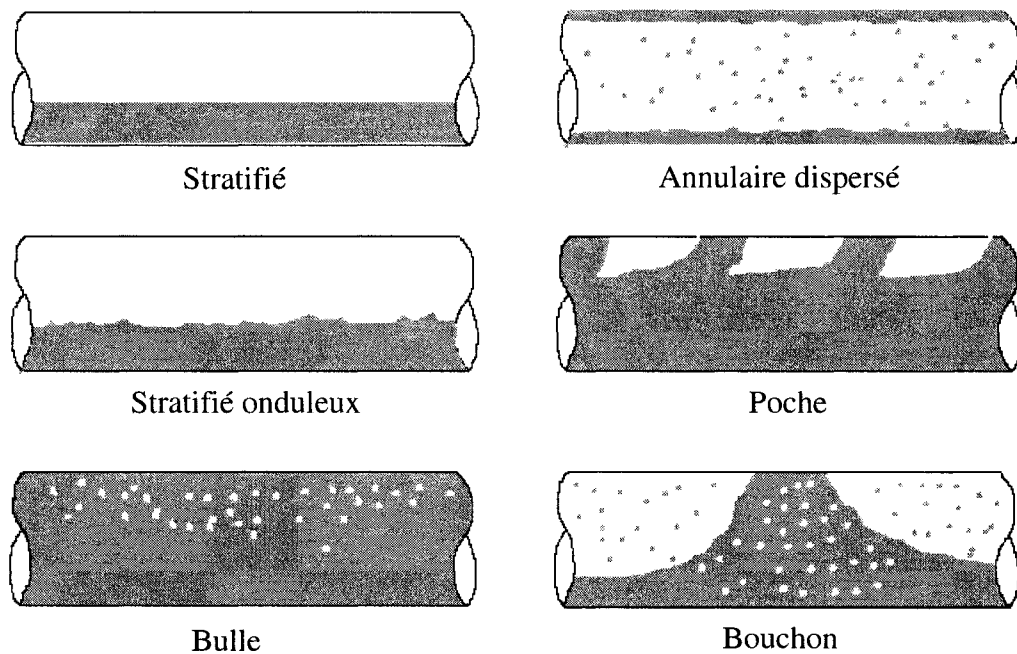 Stratifié
Annulaire dispersé
Stratifié onduleux
Poche
Bulle
Bouchon